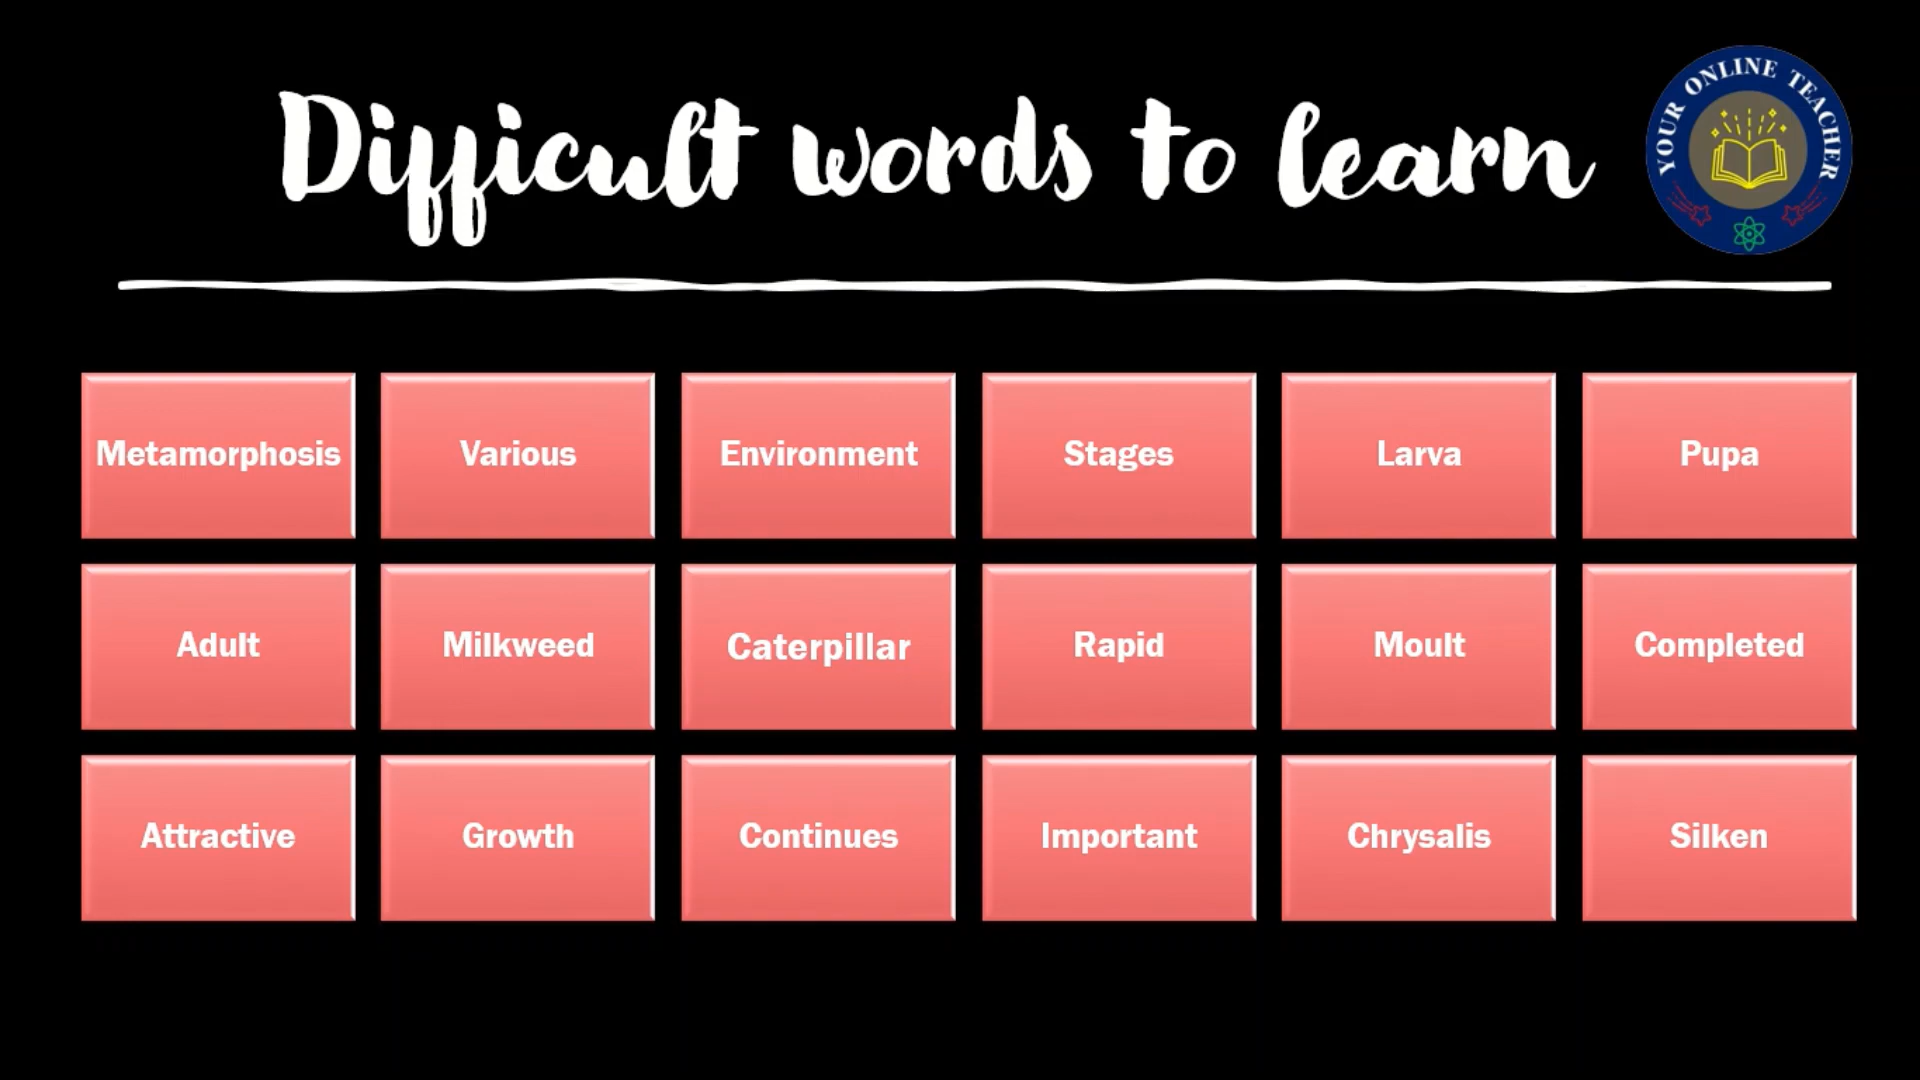 Difficult words to learn
YOUR ONLINE TEACHER
Metamorphosis Various Environment Stages Larva Pupa
Adult Milkweed Caterpillar Rapid Moult Completed
Attractive Growth Continues Important Chrysalis Silken